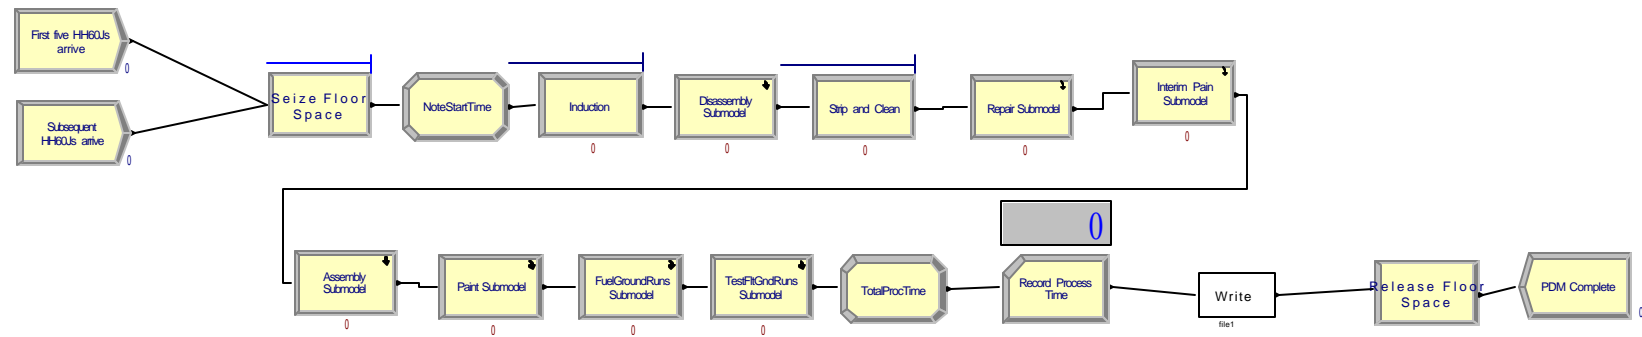 First five HH60Js
arrive
0
Subsequent
HH60Js arrive
0
Seize Floor
Space
NoteStartTime
Induction
0
Disassembly
Submodel
0
Strip and Clean
0
Repair Submodel
0
Interim Pain
Submodel
0
0
Assembly
Submodel
0
Paint Submodel
0
FuelGroundRuns
Submodel
0
TestFltGndRuns
Submodel
0
TotalProcTime
Record Process
Time
Write
file1
Release Floor
Space
PDM Complete
0